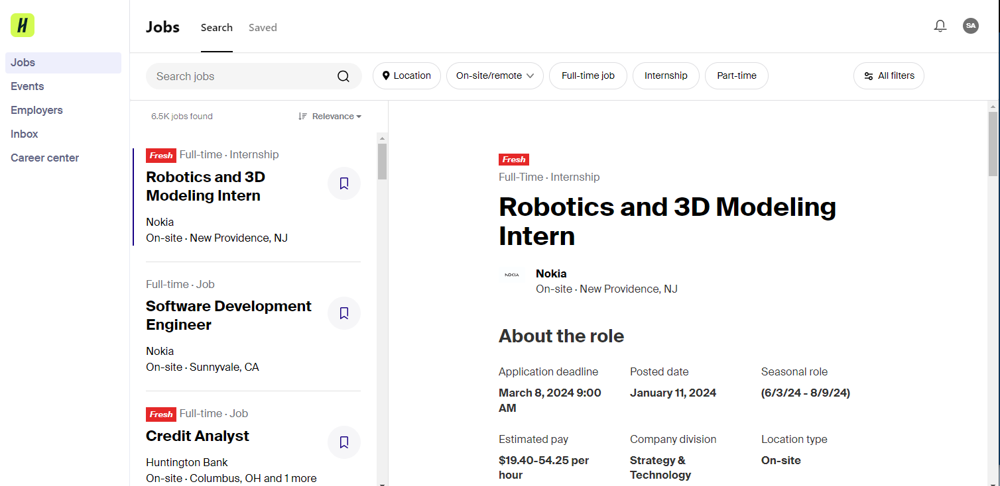 H
Jobs
Events
Employers
Inbox
Career center
Jobs
Search
Saved
SA
Search jobs
Location
On-site/remote
Full-time job
Internship
Part-time
All filters
6.5K jobs found
Relevance
Fresh Full-time · Internship
Robotics and 3D
Modeling Intern
Nokia
On-site · New Providence, NJ
Full-time · Job
Software Development
Engineer
Nokia
On-site · Sunnyvale, CA
Fresh Full-time · Job
Credit Analyst
Huntington Bank
On-site · Columbus, OH and 1 more
Fresh
Full-Time · Internship
Robotics and 3D Modeling
Intern
NOKIA
Nokia
On-site · New Providence, NJ
About the role
Application deadline
March 8, 2024 9:00
AM
Posted date
January 11, 2024
Seasonal role
(6/3/24 - 8/9/24)
Estimated pay
$19.40-54.25 per
hour
Company division
Strategy &
Technology
Location type
On-site